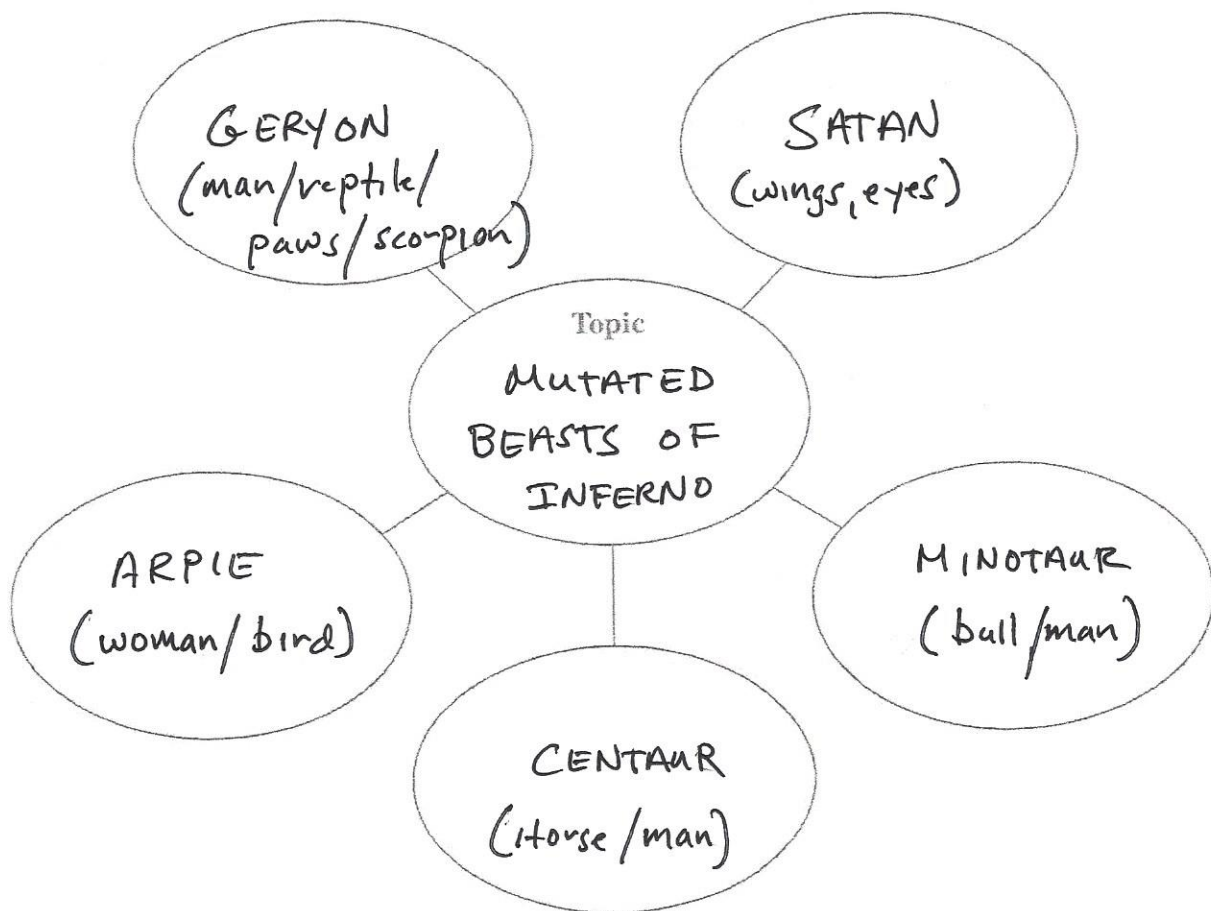 GERYON
(man/reptile/
paws/scorpion)
SATAN
(wings, eyes)
Topic
MUTATED
BEASTS OF
INFERNO
ARPIE
(woman/bird)
MINOTAUR
(bull/man)
CENTAUR
(Horse/man)